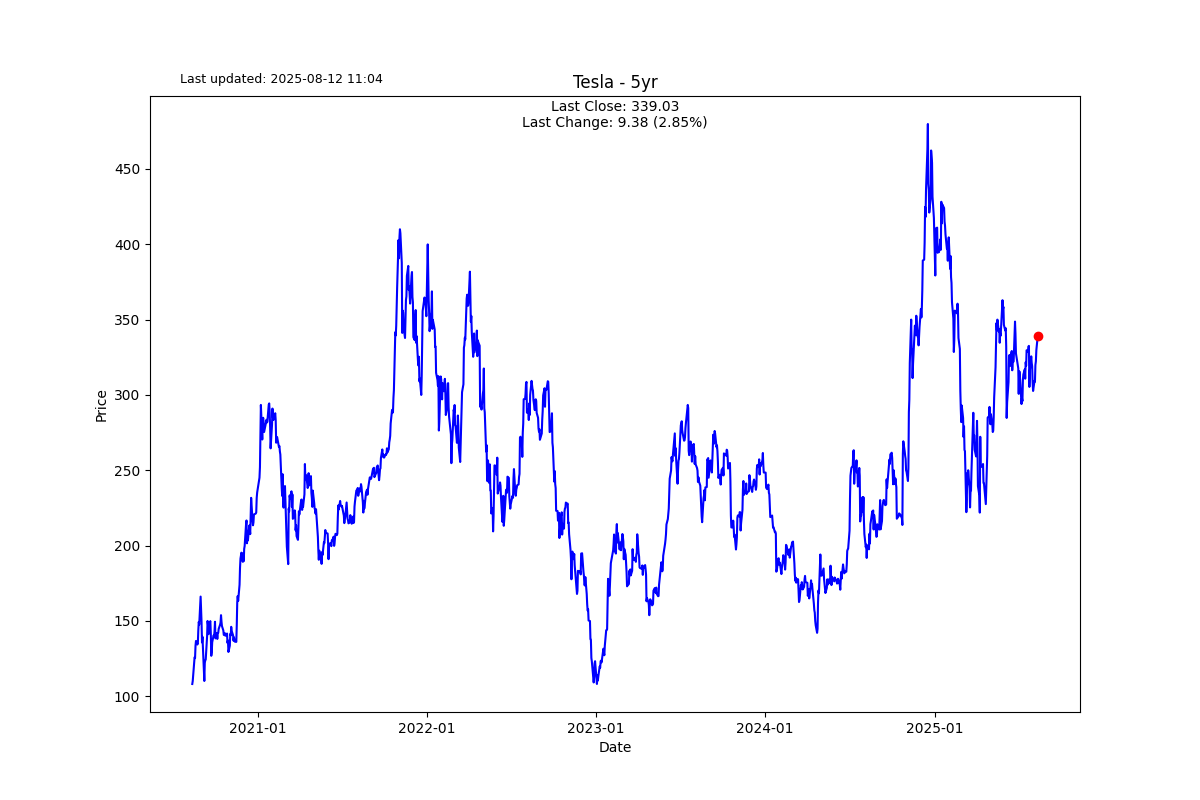 Last updated: 2025-08-12 11:04
Tesla - 5yr
Last Close: 339.03
Last Change: 9.38 (2.85%)
450
400
350
300
250
200
150
100
Price
2021-01
2022-01
2023-01
2024-01
2025-01
Date